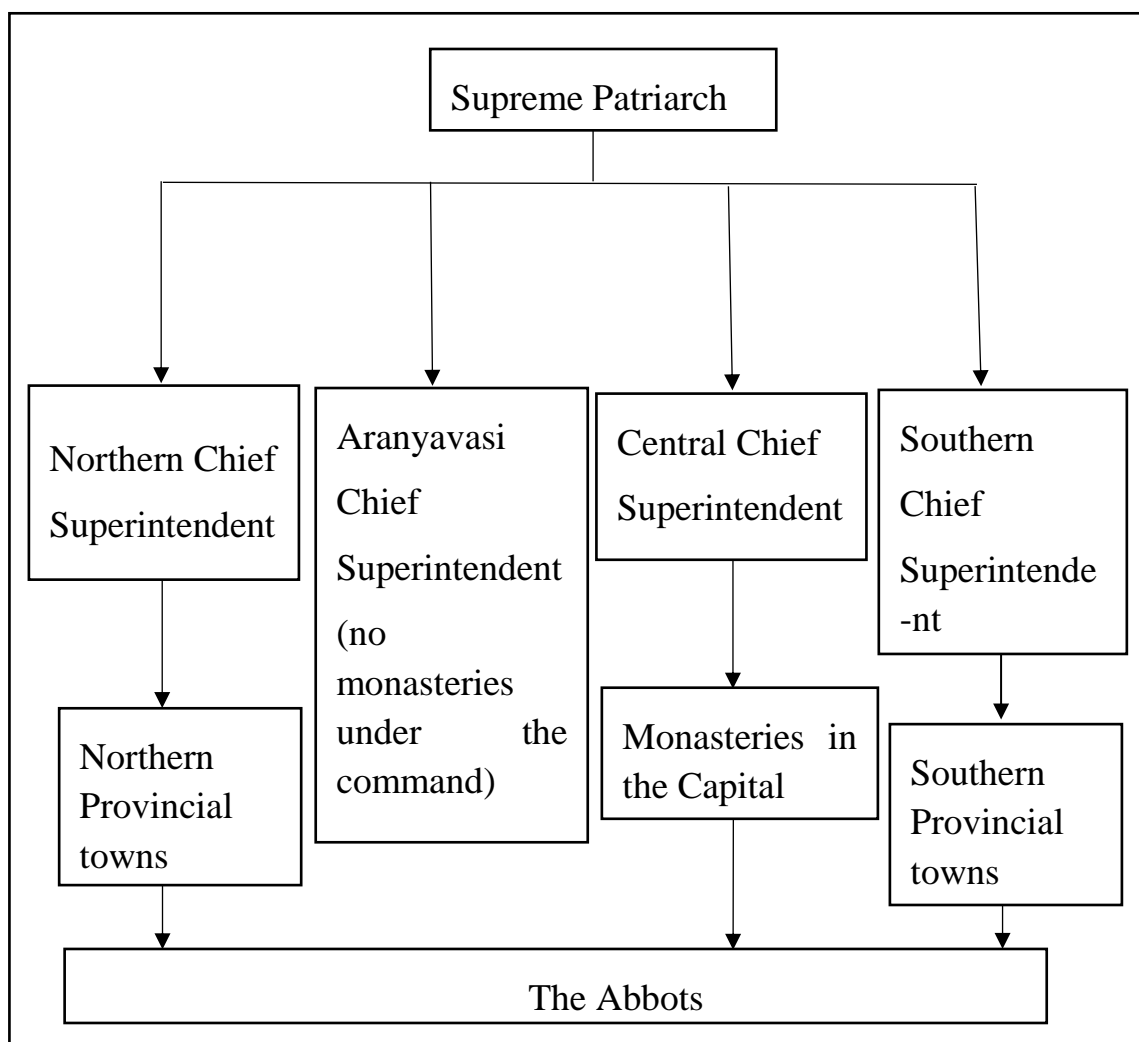 Supreme Patriarch
Northern Chief
Superintendent
Aranyavasi
Chief
Superintendent
(no
monasteries
under the
command)
Central Chief
Superintendent
Southern
Chief
Superintende
-nt
Northern
Provincial
towns
Monasteries in
the Capital
Southern
Provincial
towns
The Abbots